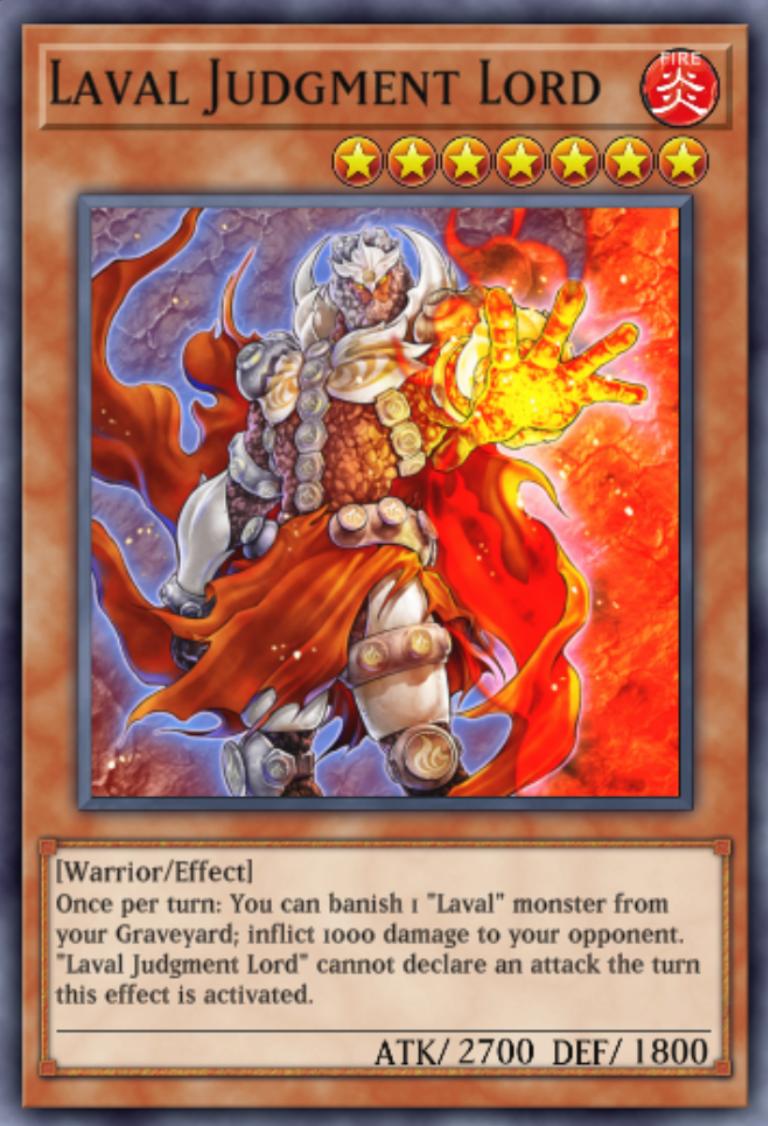 Laval Judgment Lord
FIRE
炎
[Warrior/Effect]
Once per turn: You can banish 1 "Laval" monster from
your Graveyard; inflict 1000 damage to your opponent.
"Laval Judgment Lord" cannot declare an attack the turn
this effect is activated.
ATK/ 2700 DEF/ 1800